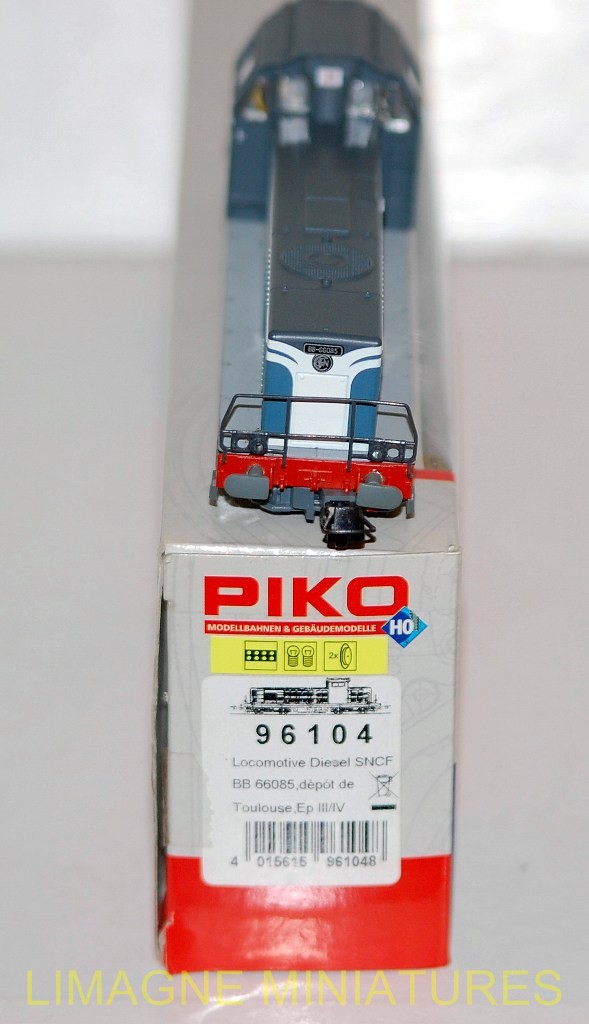 BB-66085
PIKO
MODELLBAHNEN & GEBÄUDEMODELLE
H0
2x
96104
Locomotive Diesel SNCF
BB 66085,dépôt de
Toulouse,Ep III/IV
4 015615 961048
LIMAGNE MINIATURES